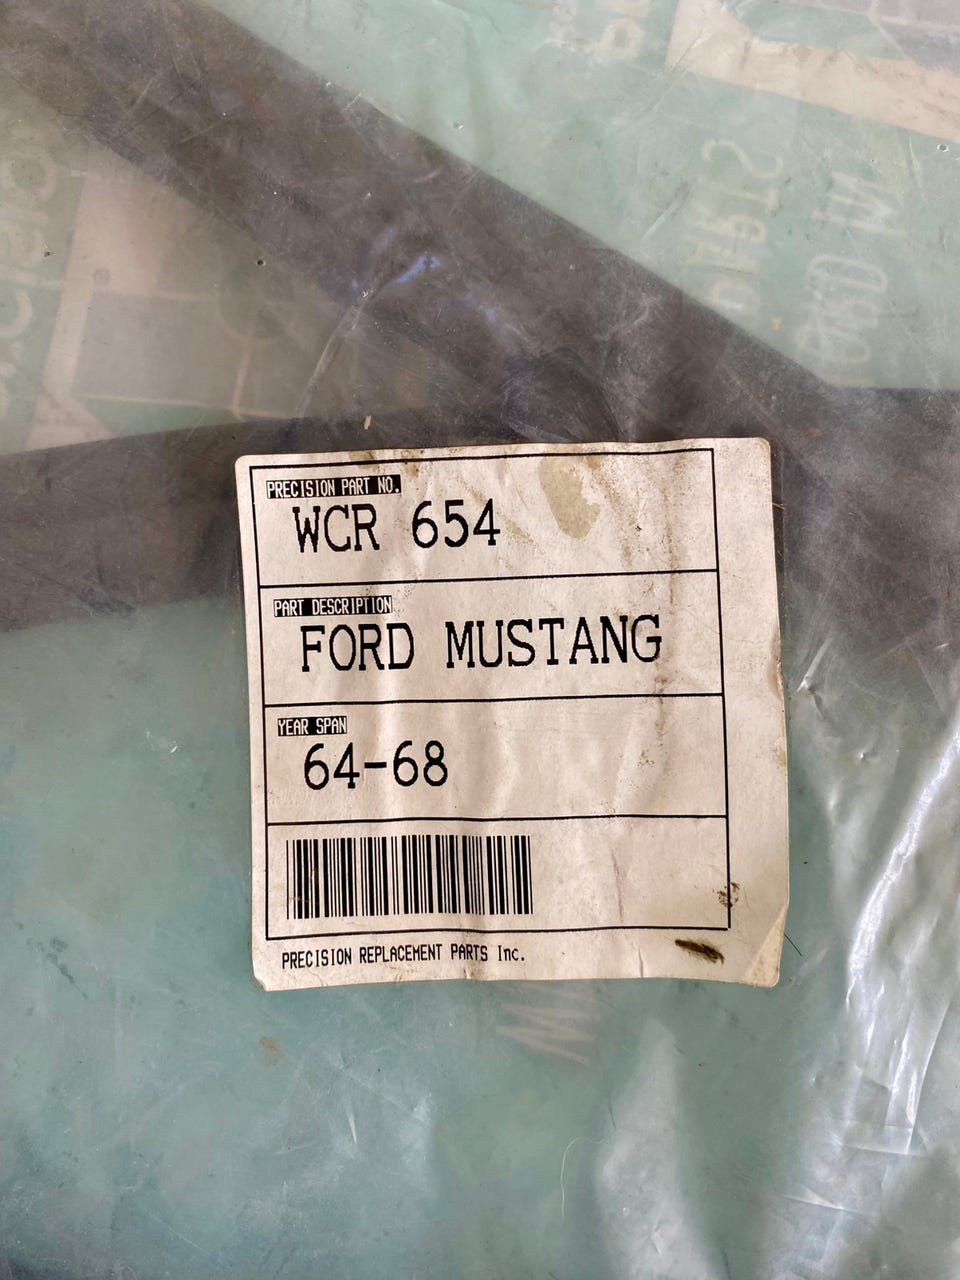 PRECISION PART NO.
WCR 654
PART DESCRIPTION
FORD MUSTANG
YEAR SPAN
64-68
PRECISION REPLACEMENT PARTS Inc.